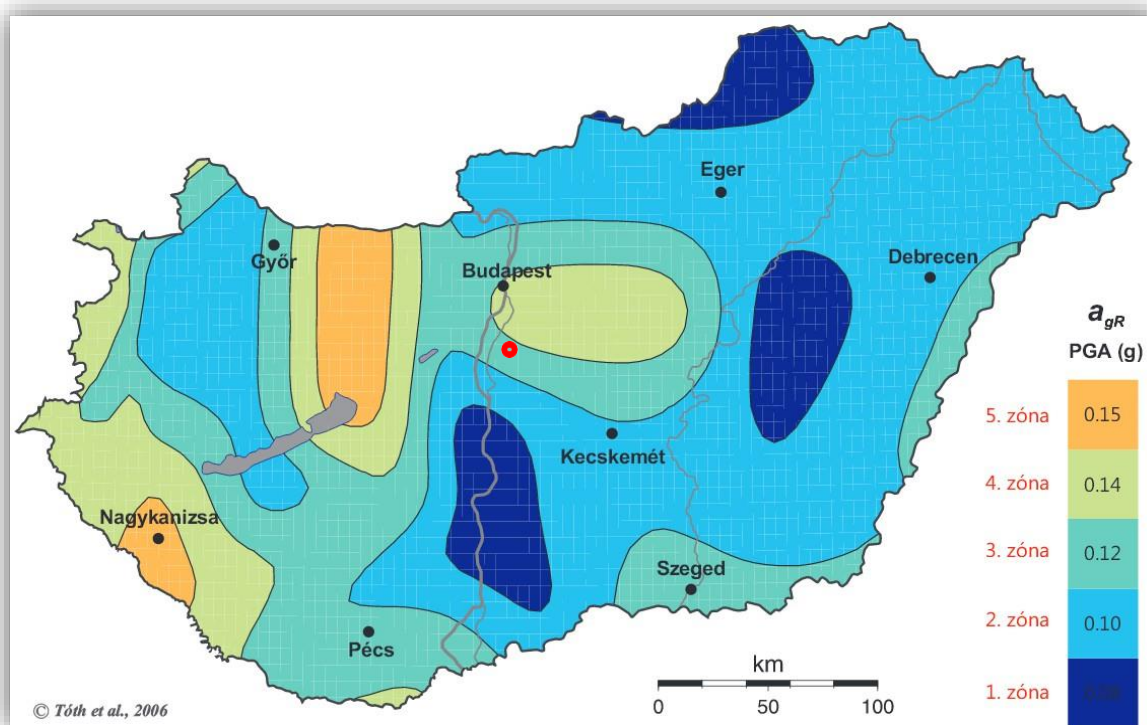 Eger
Debrecen
Győr
Budapest
Kecskemét
Nagykanizsa
Szeged
Pécs
a_gR
PGA (g)
5. zóna 0.15
4. zóna 0.14
3. zóna 0.12
2. zóna 0.10
1. zóna
km
0 50 100
© Tóth et al., 2006